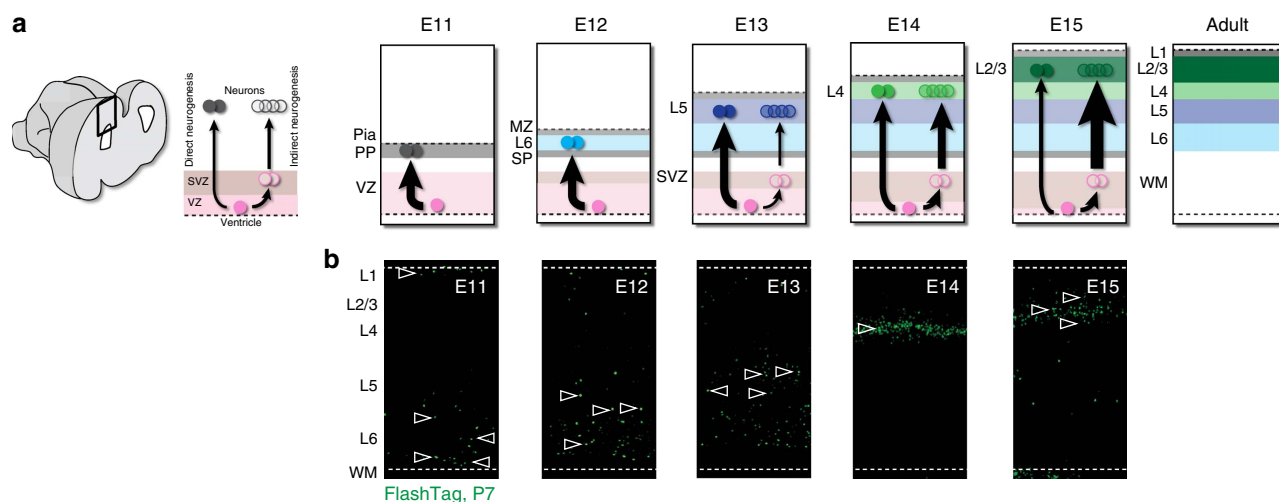 a
E11
E12
E13
E14
E15
Adult
Direct neurogenesis
Neurons
Indirect neurogenesis
SVZ
VZ
Ventricle
Pia
PP
VZ
MZ
L6
SP
L5
SVZ
L4
L2/3
L1
L2/3
L4
L5
L6
WM
b
L1
L2/3
L4
L5
L6
WM
E11
E12
E13
E14
E15
FlashTag, P7